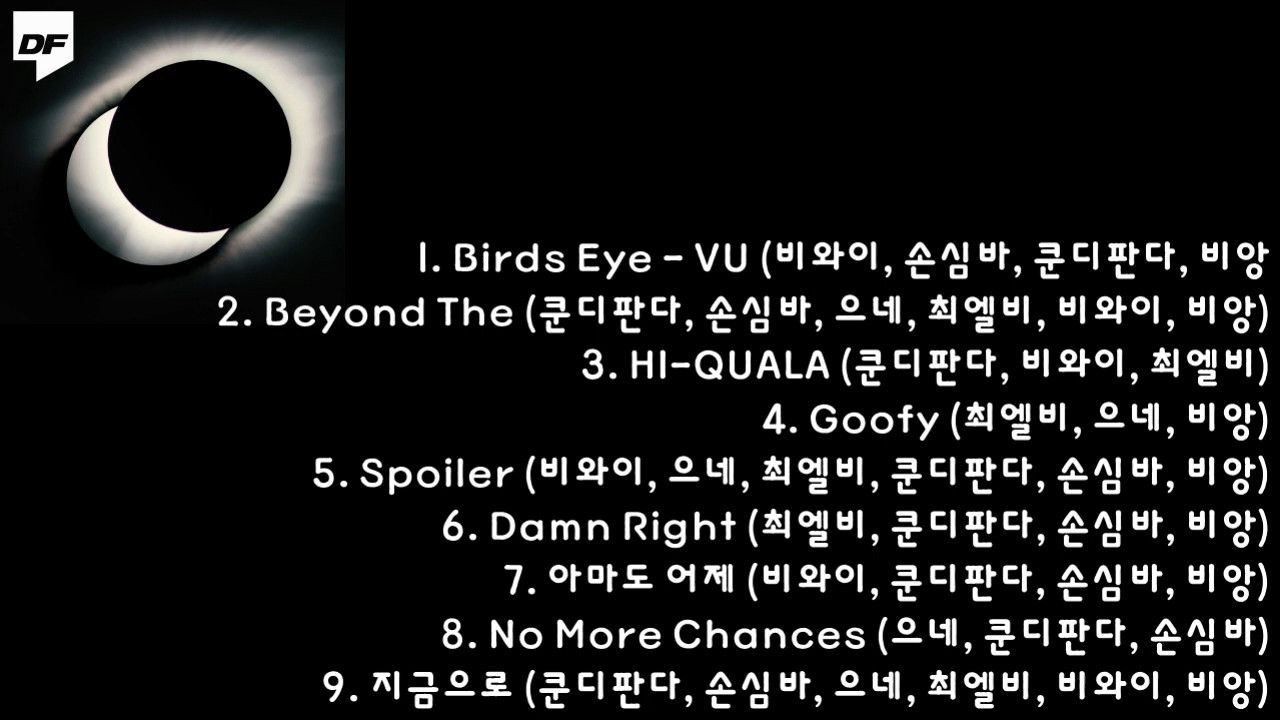 DF
1. Birds Eye - VU (비와이, 손심바, 쿤디판다, 비앙
2. Beyond The (쿤디판다, 손심바, 으네, 최엘비, 비와이, 비앙)
3. HI-QUALA (쿤디판다, 비와이, 최엘비)
4. Goofy (최엘비, 으네, 비앙)
5. Spoiler (비와이, 으네, 최엘비, 쿤디판다, 손심바, 비앙)
6. Damn Right (최엘비, 쿤디판다, 손심바, 비앙)
7. 아마도 어제 (비와이, 쿤디판다, 손심바, 비앙)
8. No More Chances (으네, 쿤디판다, 손심바)
9. 지금으로 (쿤디판다, 손심바, 으네, 최엘비, 비와이, 비앙)